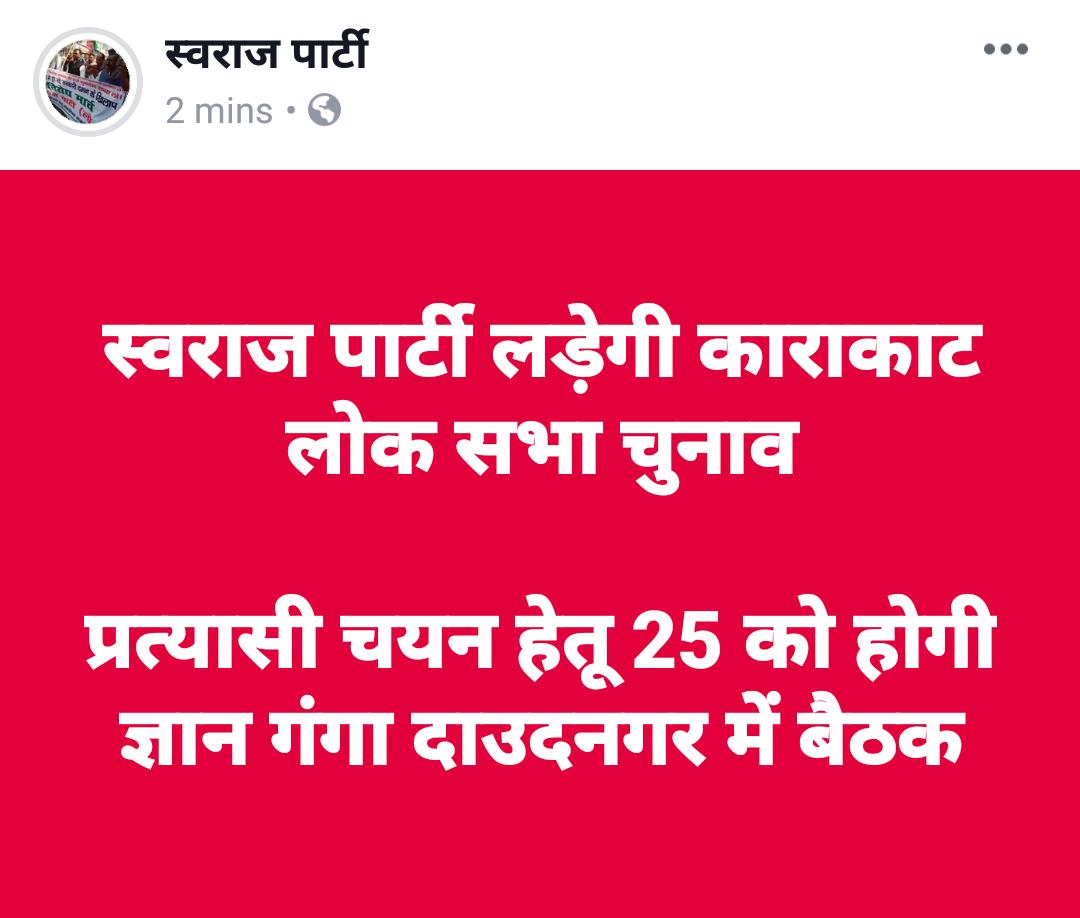 स्वराज पार्टी
2 mins •
स्वराज पार्टी लड़ेगी काराकाट
लोक सभा चुनाव
प्रत्यासी चयन हेतू 25 को होगी
ज्ञान गंगा दाउदनगर में बैठक